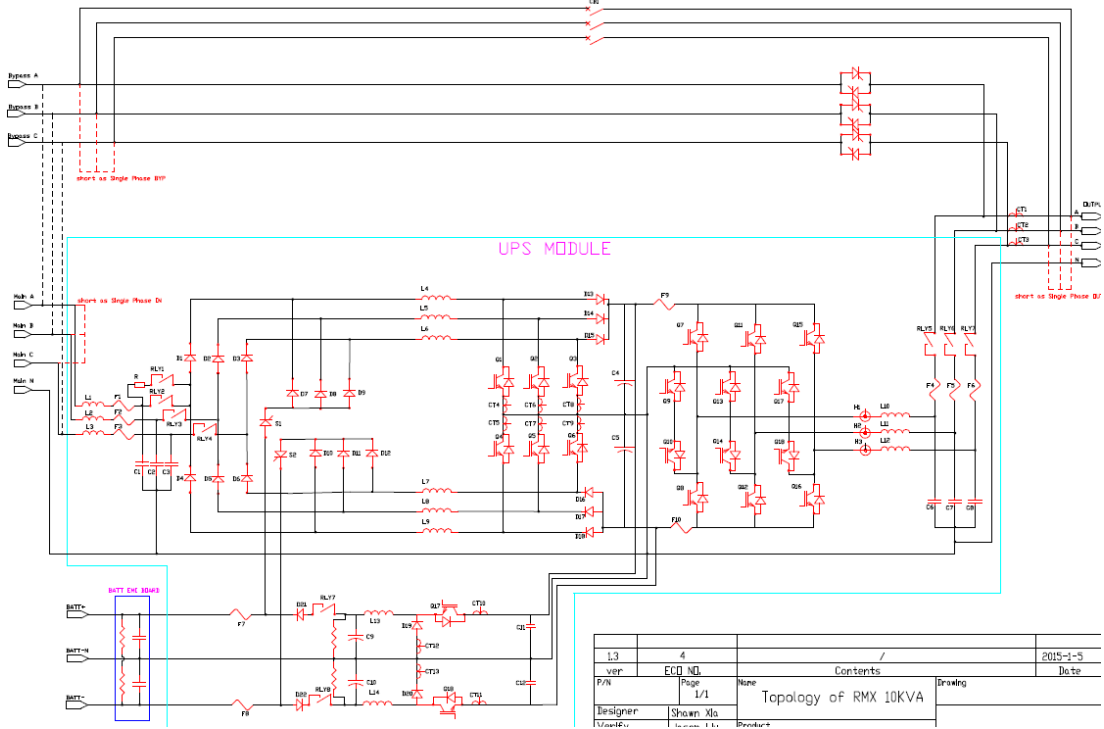 Bypass A
Bypass B
Bypass C
short as Single Phase BYP
CT1
A
CT2
B
CT3
C
N
UPS MODULE
short as Single Phase IN
short as Single Phase OUT
Main A
Main B
Main C
Main N
L4
L5
L6
D13
D14
D15
F9
Q7
Q11
Q15
RLY5
RLY6
RLY7
D1
D2
D3
R
RLY1
RLY2
RLY3
RLY4
L1
F1
L2
F2
L3
F3
D7
D8
D9
Q1
Q2
Q3
C4
CT4
CT6
CT8
CT5
CT7
CT9
Q9
Q13
Q17
F4
F5
F6
S1
S2
D10
D11
D12
Q4
Q5
Q6
C5
Q10
Q14
Q18
H1
L10
H2
L11
H3
L12
C1
C2
C3
D4
D5
D6
L7
L8
L9
D16
D17
D18
Q8
Q12
Q16
F10
C6
C7
C8
BATT EMC BOARD
BATT+
BATT-N
BATT-
F7
F8
D21
RLY7
L13
Q17
CT10
D19
C9
CT12
C11
C10
CT13
C12
D22
RLY8
L14
D20
Q18
CT11
1.3 4 / 2015-1-5
ver ECO NO. Contents Date
P/N Page Name Drawing
1/1 Topology of RMX 10KVA
Designer Shawn Xia
Product